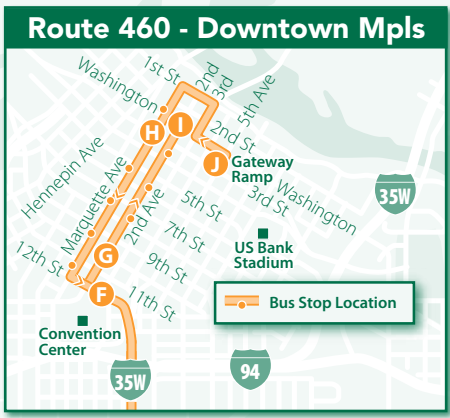 Route 460 - Downtown Mpls
1st St
2nd
3rd
5th Ave
Washington
2nd St
H
I
J
Gateway
Ramp
Washington
3rd St
Hennepin Ave
Marquette Ave
2nd Ave
5th St
7th St
9th St
11th St
12th St
35W
US Bank
Stadium
G
F
Bus Stop Location
Convention
Center
35W
94